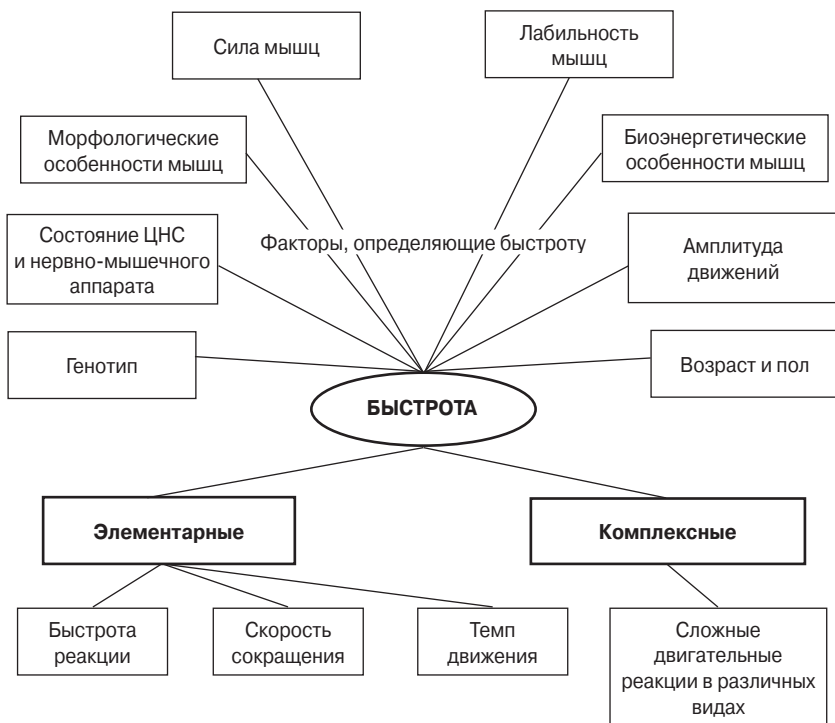 Сила мышц
Лабильность
мышц
Морфологические
особенности мышц
Биоэнергетические
особенности мышц
Состояние ЦНС
и нервно-мышечного
аппарата
Факторы, определяющие быстроту
Амплитуда
движений
Генотип
Возраст и пол
БЫСТРОТА
Элементарные
Комплексные
Быстрота
реакции
Скорость
сокращения
Темп
движения
Сложные
двигательные
реакции в различных
видах